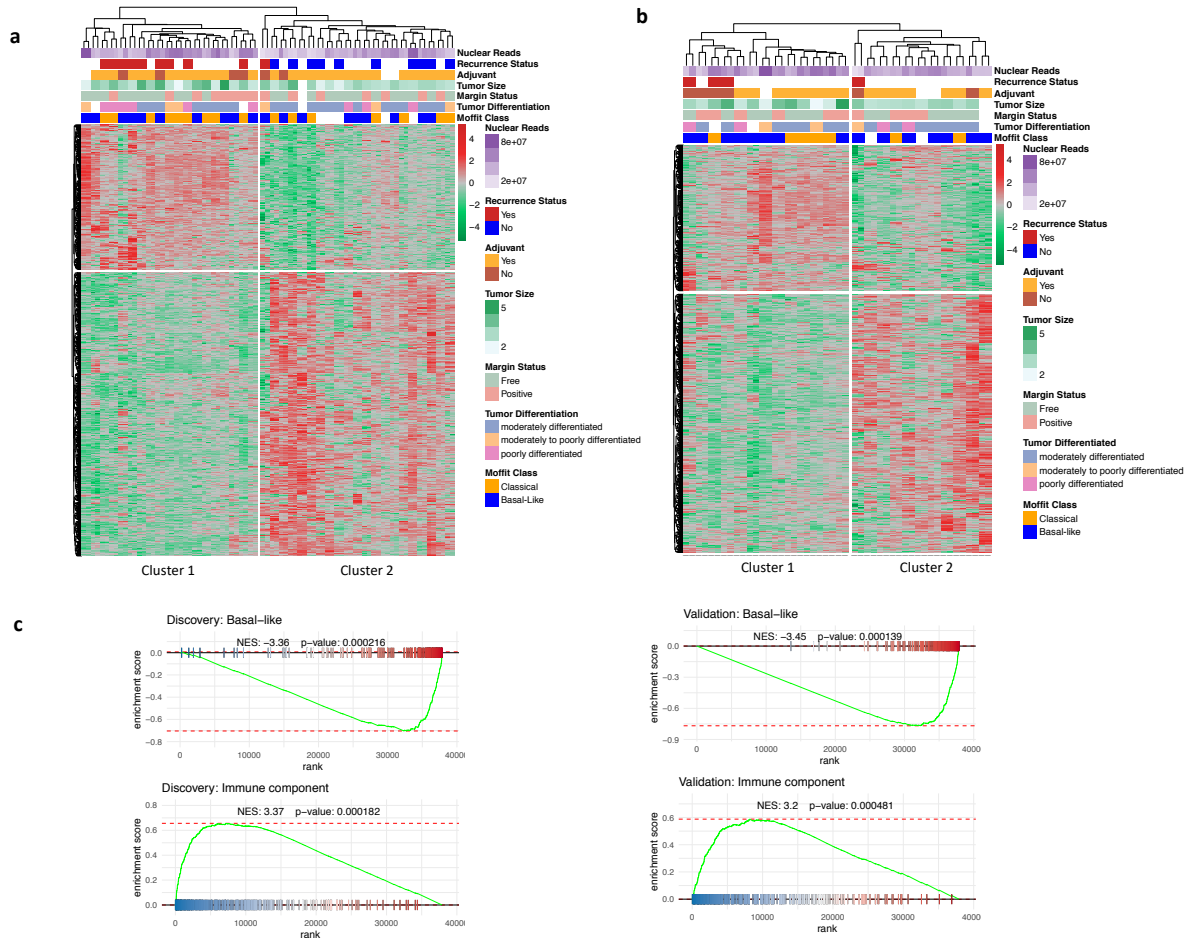 a
Nuclear Reads
Recurrence Status
Adjuvant
Tumor Size
Margin Status
Tumor Differentiation
Moffit Class
4
2
0
−2
−4
Nuclear Reads
8e+07
2e+07
Recurrence Status
Yes
No
Adjuvant
Yes
No
Tumor Size
5
2
Margin Status
Free
Positive
Tumor Differentiation
moderately differentiated
moderately to poorly differentiated
poorly differentiated
Moffit Class
Classical
Basal-Like
Cluster 1
Cluster 2
b
Nuclear Reads
Recurrence Status
Adjuvant
Tumor Size
Margin Status
Tumor Differentiation
Moffit Class
4
2
0
−2
−4
Nuclear Reads
8e+07
2e+07
Recurrence Status
Yes
No
Adjuvant
Yes
No
Tumor Size
5
2
Margin Status
Free
Positive
Tumor Differentiated
moderately differentiated
moderately to poorly differentiated
poorly differentiated
Moffit Class
Classical
Basal-like
Cluster 1
Cluster 2
c
Discovery: Basal-like
NES: −3.36 p-value: 0.000216
enrichment score
0.0
−0.2
−0.4
−0.6
−0.8
0 10000 20000 30000 4000
rank
Validation: Basal-like
NES: −3.45 p-value: 0.000139
enrichment score
0.0
−0.3
−0.6
−0.9
0 10000 20000 30000 4000
rank
Discovery: Immune component
NES: 3.37 p-value: 0.000182
enrichment score
0.8
0.6
0.4
0.2
0.0
0 10000 20000 30000 4000
rank
Validation: Immune component
NES: 3.2 p-value: 0.000481
enrichment score
0.6
0.4
0.2
0.0
0 10000 20000 30000 4000
rank